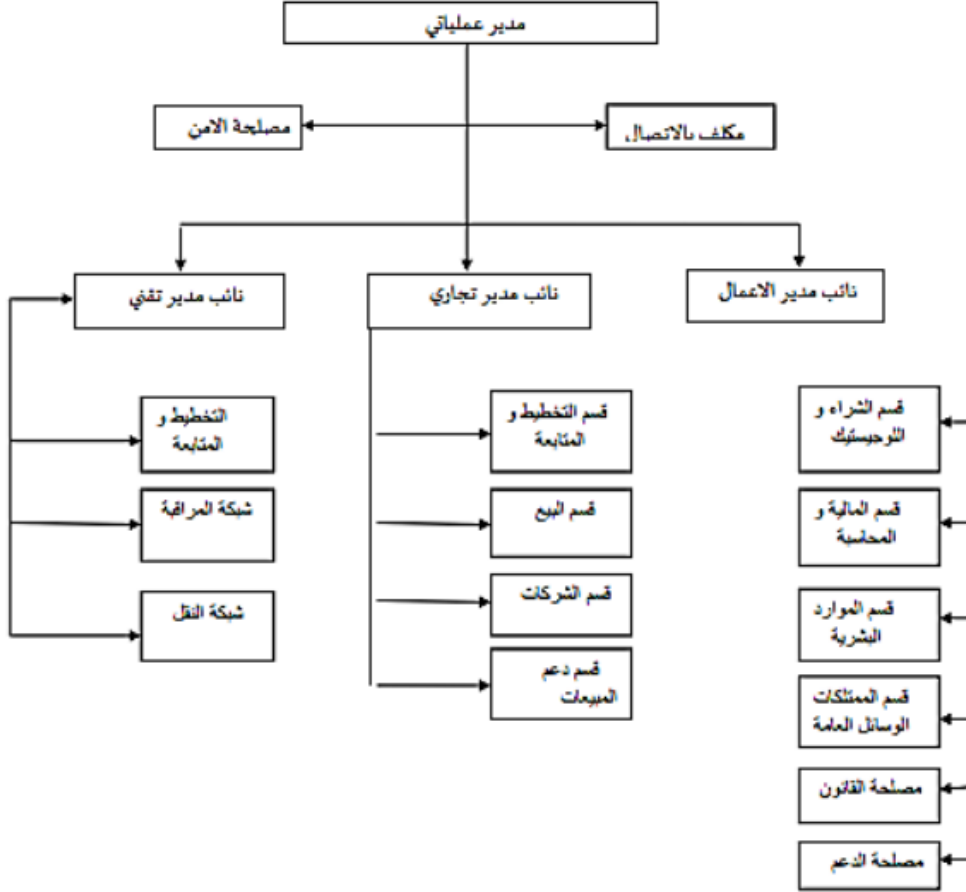 مدير عملياتي
مكلف بالاتصال
مصلحة الامن
نائب مدير الاعمال
نائب مدير تجاري
نائب مدير تقني
قسم الشراء و
اللوجيستيك
قسم المالية و
المحاسبة
قسم الموارد
البشرية
قسم الممتلكات
الوسائل العامة
مصلحة القانون
مصلحة الدعم
قسم التخطيط و
المتابعة
قسم البيع
قسم الشركات
قسم دعم
المبيعات
التخطيط و
المتابعة
شبكة المراقبة
شبكة النقل